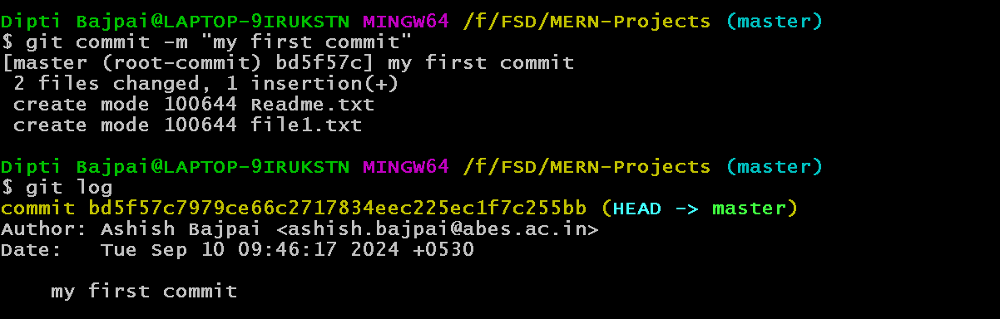 Dipti Bajpai@LAPTOP-9IRUKSTN MINGW64 /f/FSD/MERN-Projects (master)
$ git commit -m "my first commit"
[master (root-commit) bd5f57c] my first commit
 2 files changed, 1 insertion(+)
 create mode 100644 Readme.txt
 create mode 100644 file1.txt

Dipti Bajpai@LAPTOP-9IRUKSTN MINGW64 /f/FSD/MERN-Projects (master)
$ git log
commit bd5f57c7979ce66c2717834eec225ec1f7c255bb (HEAD -> master)
Author: Ashish Bajpai <ashish.bajpai@abes.ac.in>
Date:   Tue Sep 10 09:46:17 2024 +0530

    my first commit